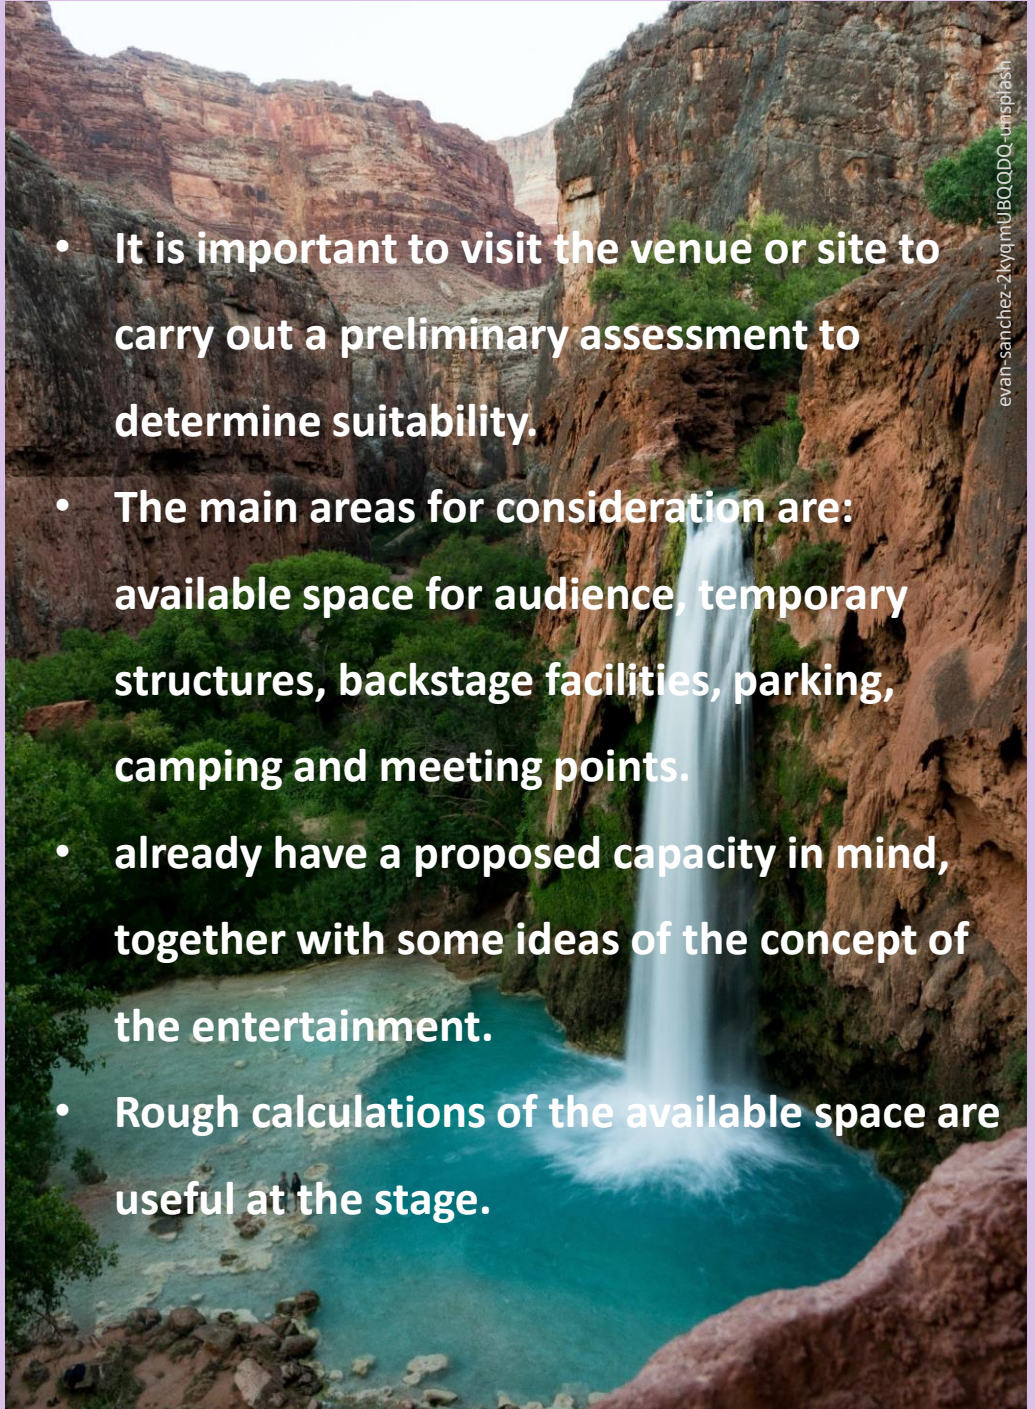 • It is important to visit the venue or site to
carry out a preliminary assessment to
determine suitability.
• The main areas for consideration are:
available space for audience, temporary
structures, backstage facilities, parking,
camping and meeting points.
• already have a proposed capacity in mind,
together with some ideas of the concept of
the entertainment.
• Rough calculations of the available space are
useful at the stage.
evan-sanchez-2kyqmUBQQDQ-unsplash